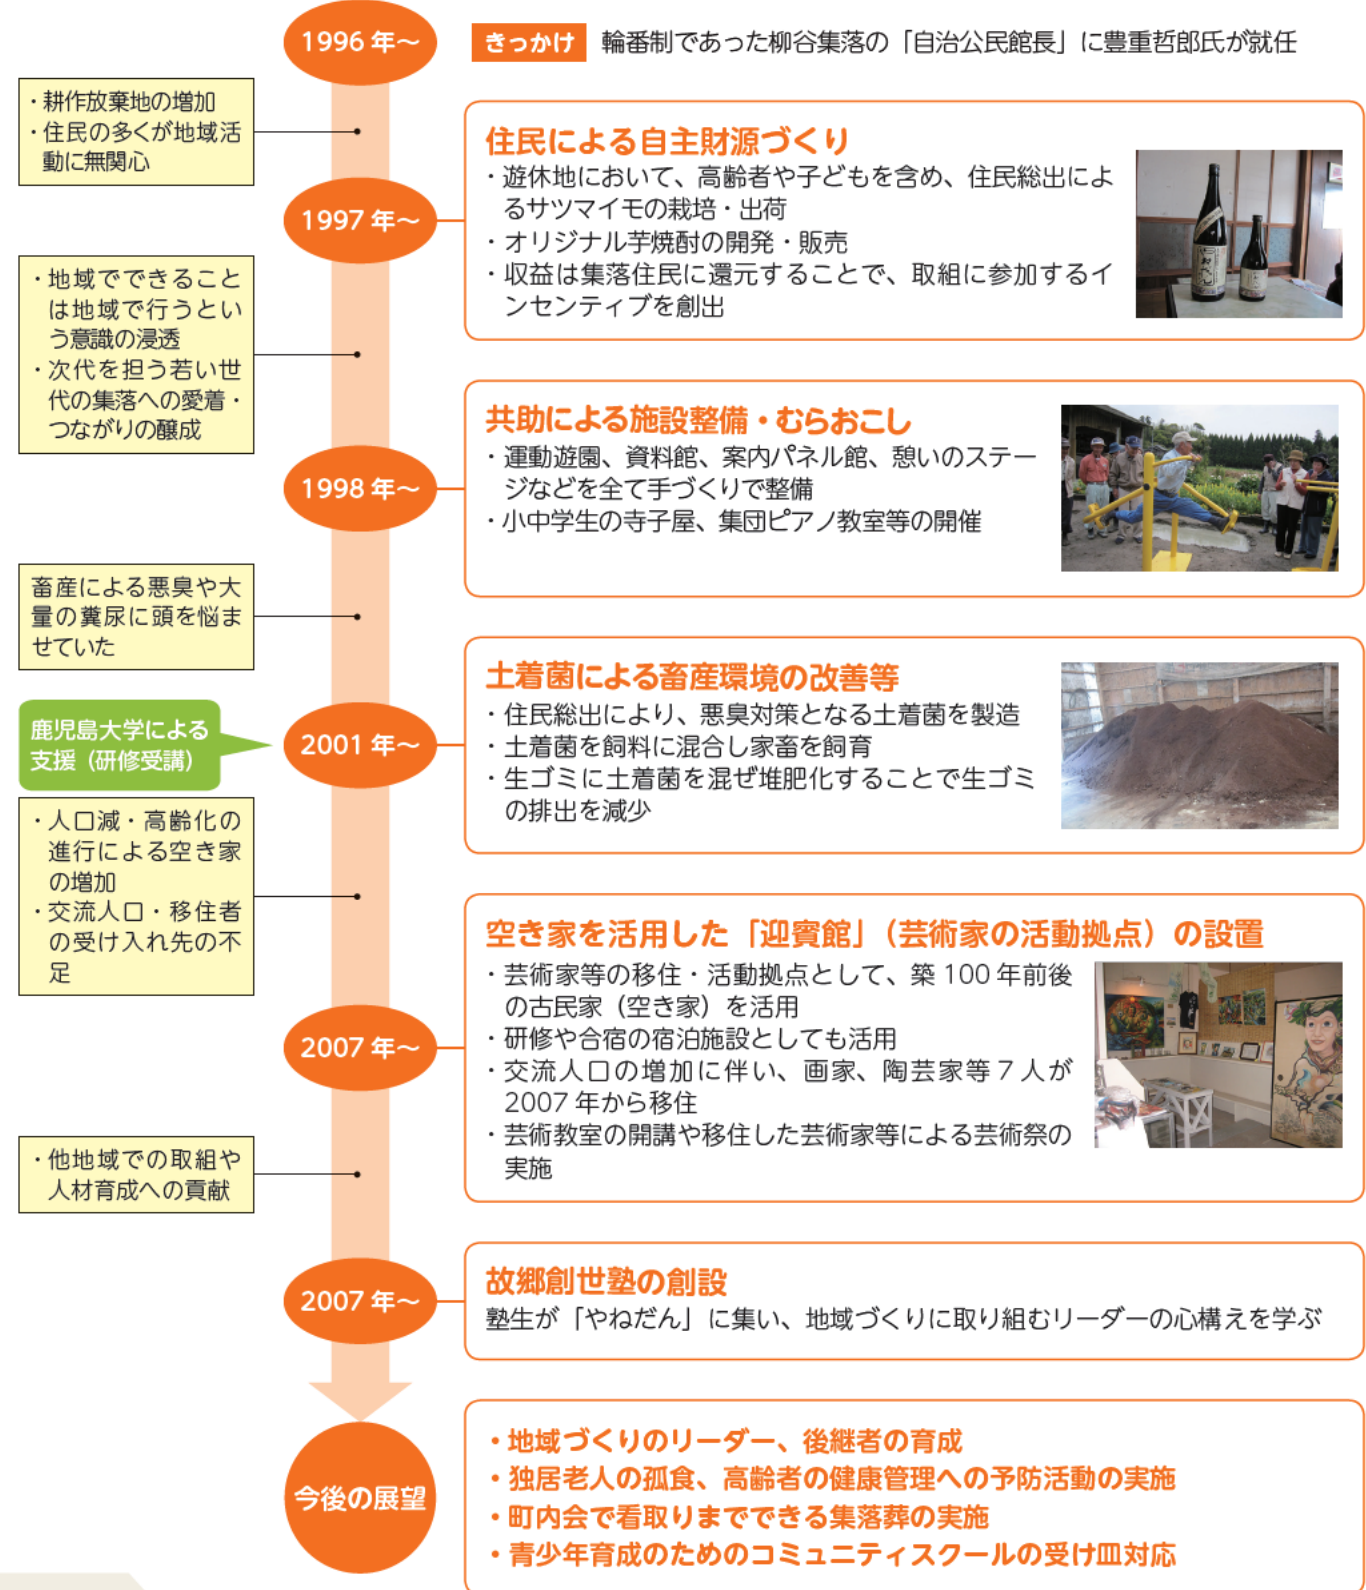 1996 年～
きっかけ 輪番制であった柳谷集落の「自治公民館長」に豊重哲郎氏が就任
・耕作放棄地の増加
・住民の多くが地域活
動に無関心
1997 年～
住民による自主財源づくり
・遊休地において、高齢者や子どもを含め、住民総出によ
るサツマイモの栽培・出荷
・オリジナル芋焼酎の開発・販売
・収益は集落住民に還元することで、取組に参加するイ
ンセンティブを創出
・地域でできること
は地域で行うとい
う意識の浸透
・次代を担う若い世
代の集落への愛着・
つながりの醸成
1998 年～
共助による施設整備・むらおこし
・運動遊園、資料館、案内パネル館、憩いのステー
ジなどを全て手づくりで整備
・小中学生の寺子屋、集団ピアノ教室等の開催
畜産による悪臭や大
量の糞尿に頭を悩ま
せていた
鹿児島大学による
支援（研修受講）
2001 年～
土着菌による畜産環境の改善等
・住民総出により、悪臭対策となる土着菌を製造
・土着菌を飼料に混合し家畜を飼育
・生ゴミに土着菌を混ぜ堆肥化することで生ゴミ
の排出を減少
・人口減・高齢化の
進行による空き家
の増加
・交流人口・移住者
の受け入れ先の不
足
2007 年～
空き家を活用した「迎賓館」（芸術家の活動拠点）の設置
・芸術家等の移住・活動拠点として、築 100 年前後
の古民家（空き家）を活用
・研修や合宿の宿泊施設としても活用
・交流人口の増加に伴い、画家、陶芸家等 7 人が
2007 年から移住
・芸術教室の開講や移住した芸術家等による芸術祭の
実施
・他地域での取組や
人材育成への貢献
2007 年～
故郷創世塾の創設
塾生が「やねだん」に集い、地域づくりに取り組むリーダーの心構えを学ぶ
今後の展望
・地域づくりのリーダー、後継者の育成
・独居老人の孤食、高齢者の健康管理への予防活動の実施
・町内会で看取りまでできる集落葬の実施
・青少年育成のためのコミュニティスクールの受け皿対応